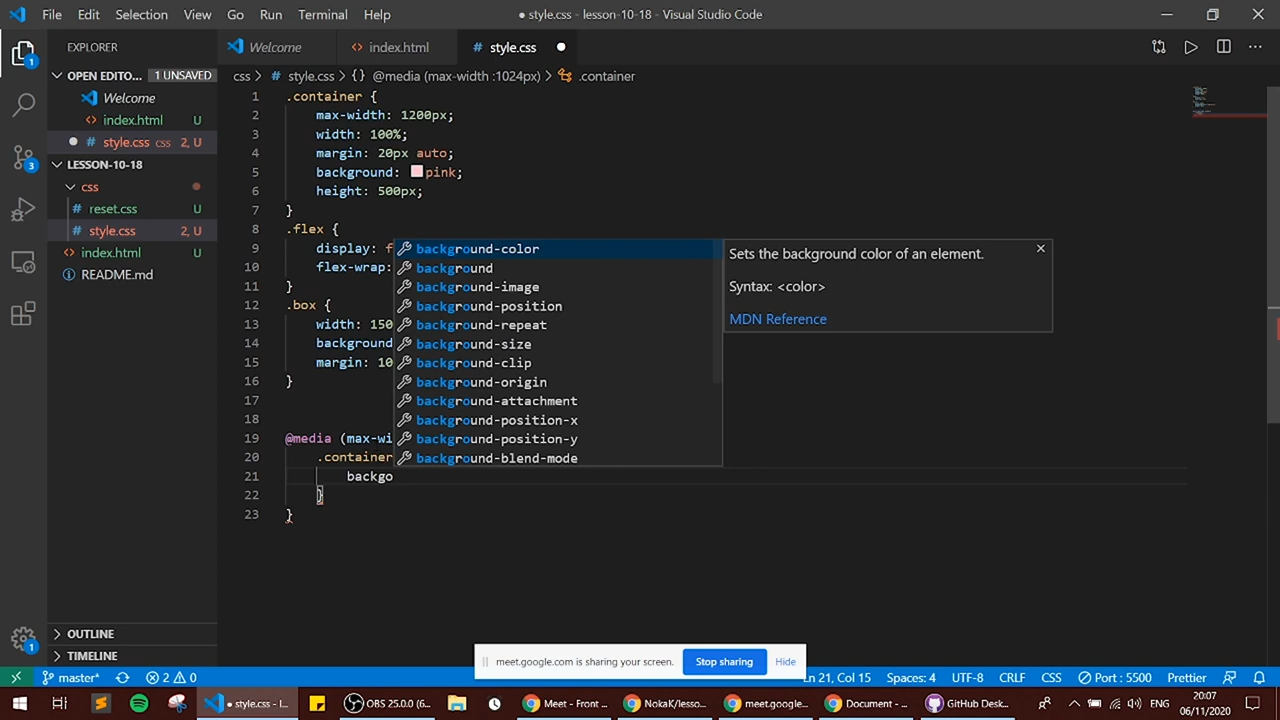 File Edit Selection View Go Run Terminal Help
● style.css - lesson-10-18 - Visual Studio Code
EXPLORER
OPEN EDITO... 1 UNSAVED
Welcome
index.html U
style.css css 2, U
LESSON-10-18
css
reset.css U
style.css 2, U
index.html U
README.md
OUTLINE
TIMELINE
1
3
1
Welcome
index.html
style.css
css > style.css > {} @media (max-width :1024px) > .container
1 .container {
2 max-width: 1200px;
3 width: 100%;
4 margin: 20px auto;
5 background: pink;
6 height: 500px;
7 }
8 .flex {
9 display: f
10 flex-wrap:
11 }
12 .box {
13 width: 150
14 background
15 margin: 10
16 }
17
18
19 @media (max-wi
20 .container
21 backgo
22 }
23 }
background-color
background
background-image
background-position
background-repeat
background-size
background-clip
background-origin
background-attachment
background-position-x
background-position-y
background-blend-mode
Sets the background color of an element.
Syntax: <color>
MDN Reference
meet.google.com is sharing your screen. Stop sharing Hide
master* 2 0 Ln 21, Col 15 Spaces: 4 UTF-8 CRLF CSS Port : 5500 Prettier
style.css - l... OBS 25.0.0 (6... Meet - Front ... NokaK/lesso... meet.google... Document - ... GitHub Desk... ENG 20:07
06/11/2020